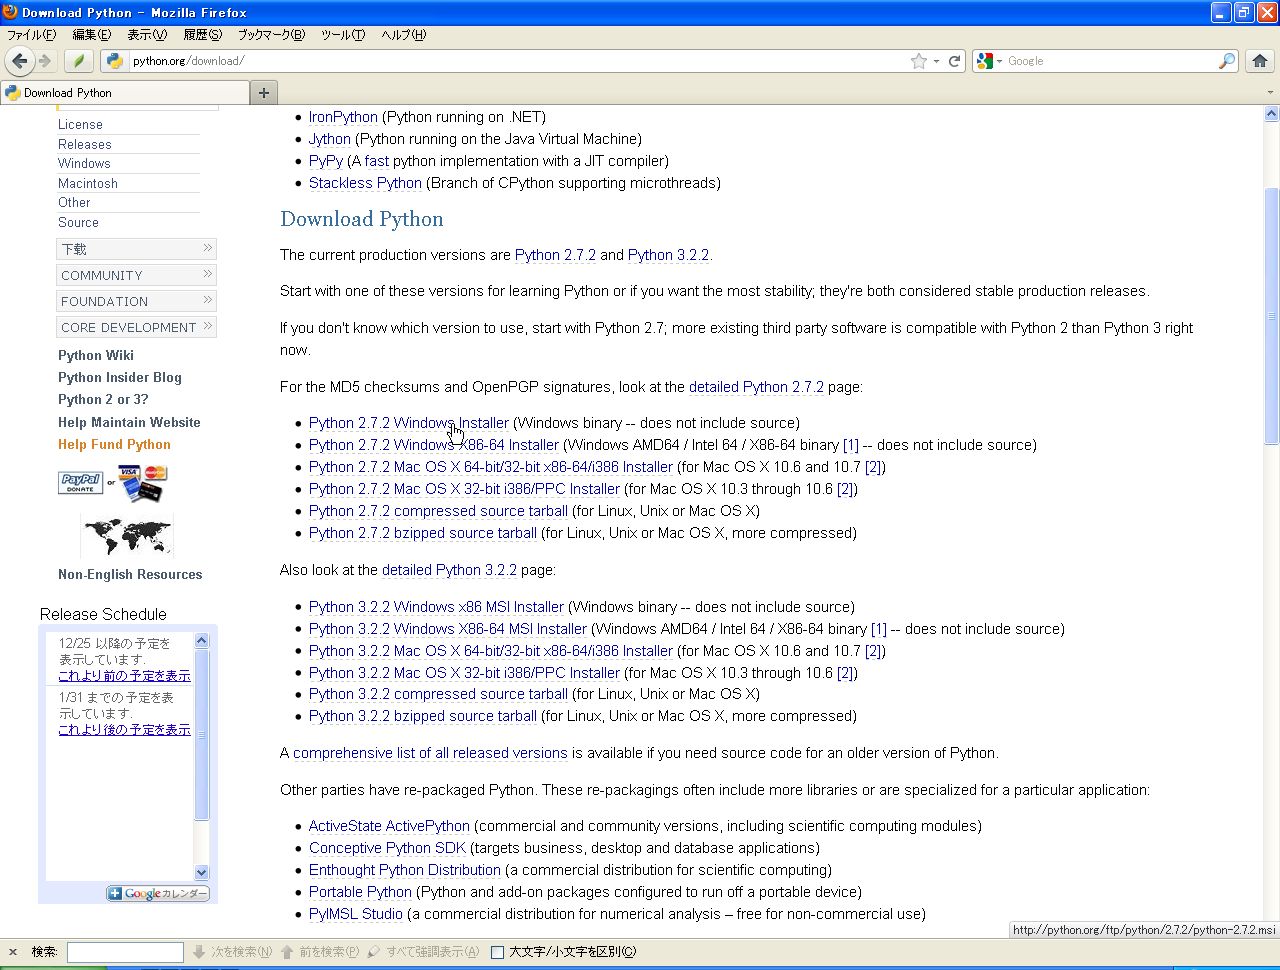 Download Python - Mozilla Firefox
ファイル(F) 編集(E) 表示(V) 履歴(S) ブックマーク(B) ツール(T) ヘルプ(H)
python.org/download/
Google
Download Python
License
Releases
Windows
Macintosh
Other
Source
下载
COMMUNITY
FOUNDATION
CORE DEVELOPMENT
Python Wiki
Python Insider Blog
Python 2 or 3?
Help Maintain Website
Help Fund Python
PayPal DONATE or VISA MasterCard
Non-English Resources
Release Schedule
12/25 以降の予定を
表示しています.
これより前の予定を表示
1/31 までの予定を表
示しています.
これより後の予定を表示
Google カレンダー
IronPython (Python running on .NET)
Jython (Python running on the Java Virtual Machine)
PyPy (A fast python implementation with a JIT compiler)
Stackless Python (Branch of CPython supporting microthreads)
Download Python
The current production versions are Python 2.7.2 and Python 3.2.2.
Start with one of these versions for learning Python or if you want the most stability; they're both considered stable production releases.
If you don't know which version to use, start with Python 2.7; more existing third party software is compatible with Python 2 than Python 3 right
now.
For the MD5 checksums and OpenPGP signatures, look at the detailed Python 2.7.2 page:
Python 2.7.2 Windows Installer (Windows binary -- does not include source)
Python 2.7.2 Windows X86-64 Installer (Windows AMD64 / Intel 64 / X86-64 binary [1] -- does not include source)
Python 2.7.2 Mac OS X 64-bit/32-bit x86-64/i386 Installer (for Mac OS X 10.6 and 10.7 [2])
Python 2.7.2 Mac OS X 32-bit i386/PPC Installer (for Mac OS X 10.3 through 10.6 [2])
Python 2.7.2 compressed source tarball (for Linux, Unix or Mac OS X)
Python 2.7.2 bzipped source tarball (for Linux, Unix or Mac OS X, more compressed)
Also look at the detailed Python 3.2.2 page:
Python 3.2.2 Windows x86 MSI Installer (Windows binary -- does not include source)
Python 3.2.2 Windows X86-64 MSI Installer (Windows AMD64 / Intel 64 / X86-64 binary [1] -- does not include source)
Python 3.2.2 Mac OS X 64-bit/32-bit x86-64/i386 Installer (for Mac OS X 10.6 and 10.7 [2])
Python 3.2.2 Mac OS X 32-bit i386/PPC Installer (for Mac OS X 10.3 through 10.6 [2])
Python 3.2.2 compressed source tarball (for Linux, Unix or Mac OS X)
Python 3.2.2 bzipped source tarball (for Linux, Unix or Mac OS X, more compressed)
A comprehensive list of all released versions is available if you need source code for an older version of Python.
Other parties have re-packaged Python. These re-packagings often include more libraries or are specialized for a particular application:
ActiveState ActivePython (commercial and community versions, including scientific computing modules)
Conceptive Python SDK (targets business, desktop and database applications)
Enthought Python Distribution (a commercial distribution for scientific computing)
Portable Python (Python and add-on packages configured to run off a portable device)
PyIMSL Studio (a commercial distribution for numerical analysis – free for non-commercial use)
http://python.org/ftp/python/2.7.2/python-2.7.2.msi
検索: 次を検索(N) 前を検索(P) すべて強調表示(A) 大文字/小文字を区別(C)